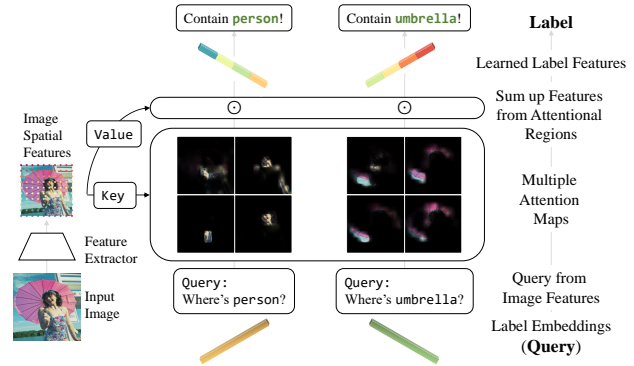 Contain person!
Contain umbrella!
Label
Learned Label Features
Sum up Features
from Attentional
Regions
Image
Spatial
Features
Value
Key
Multiple
Attention
Maps
Feature
Extractor
Query:
Where's person?
Query:
Where's umbrella?
Query from
Image Features
Input
Image
Label Embeddings
(Query)